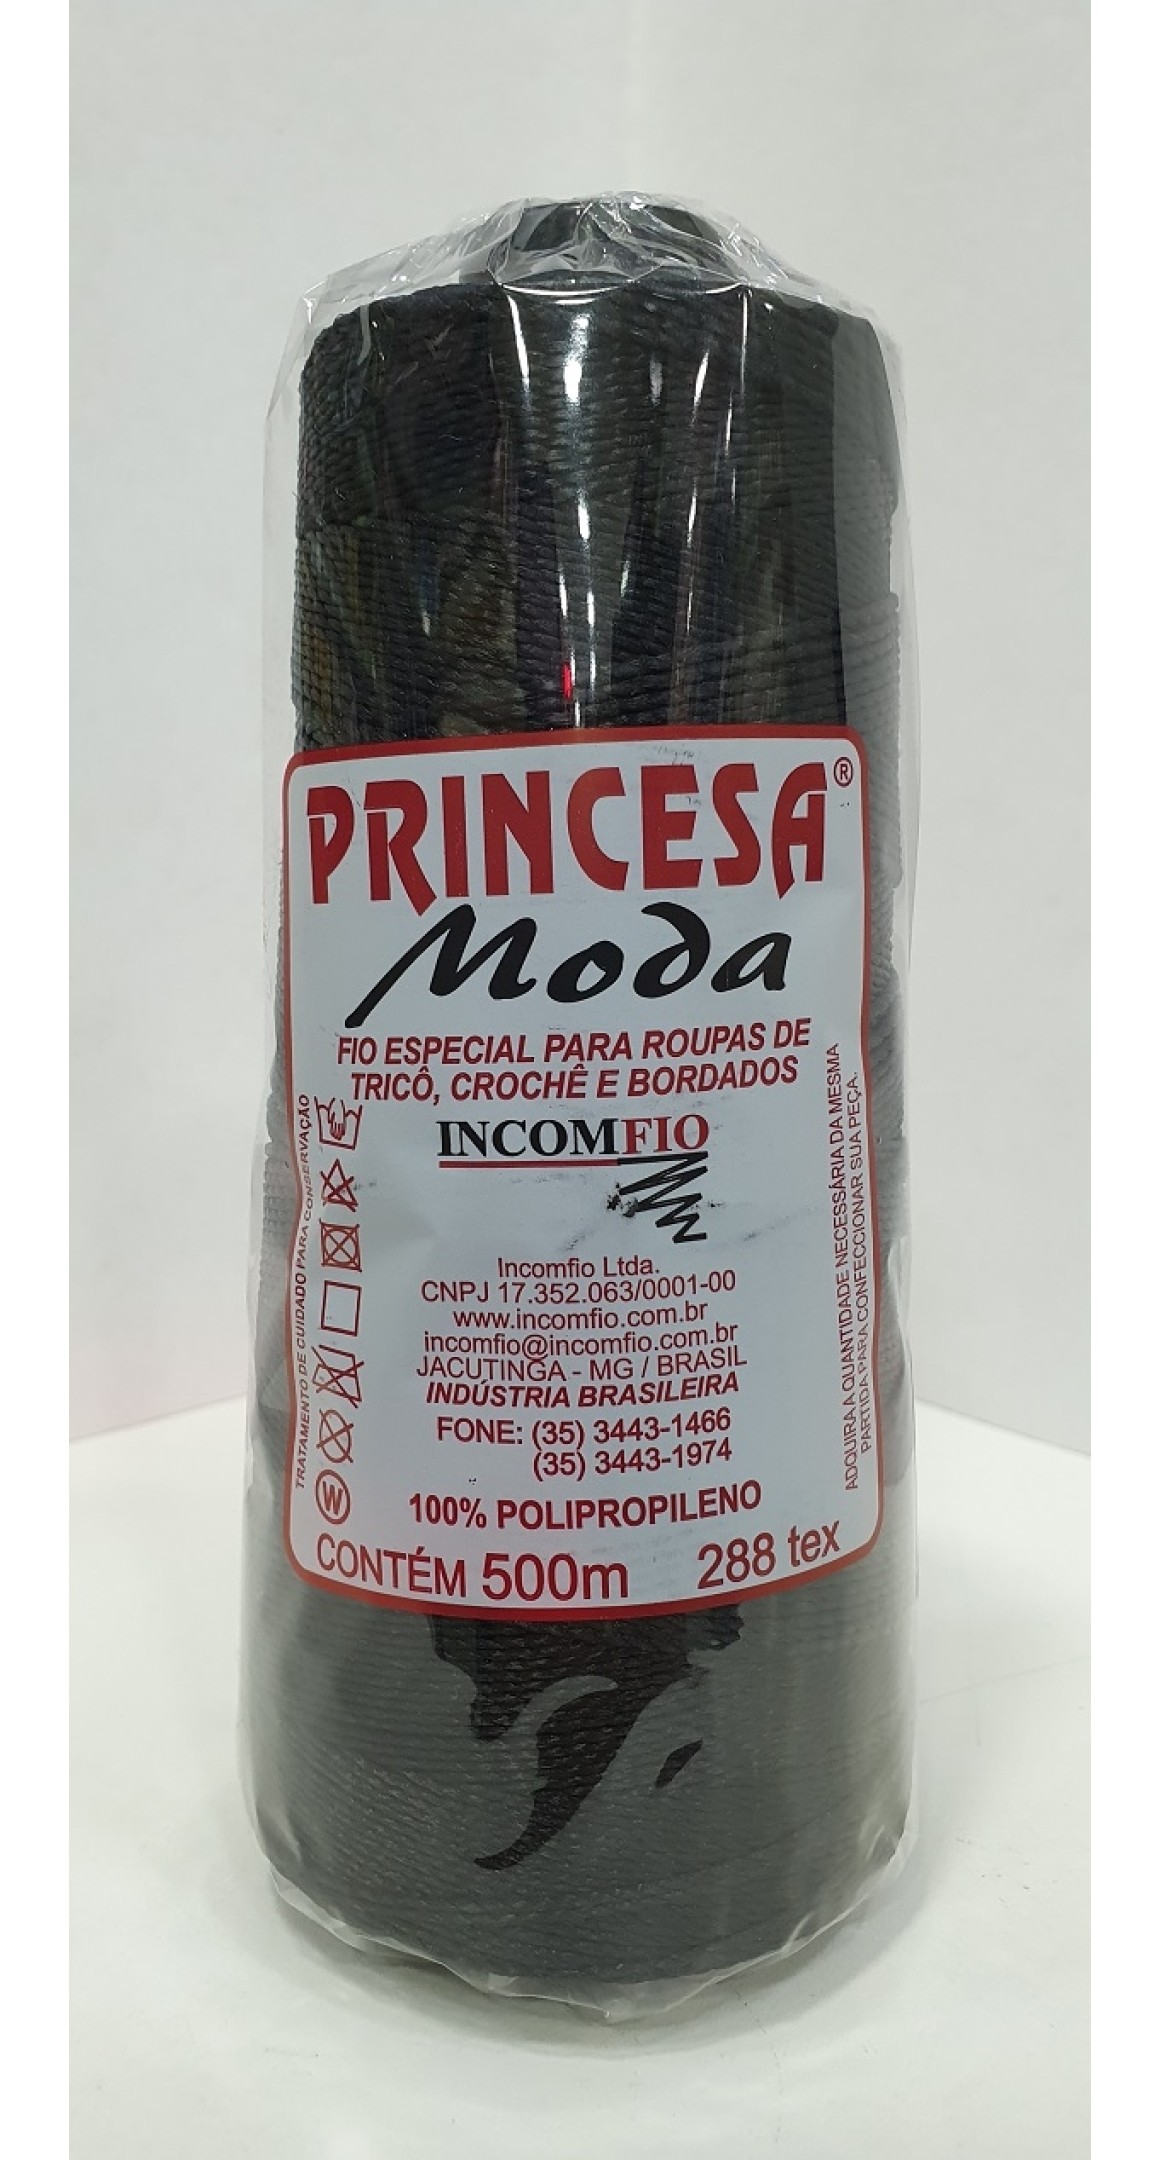 PRINCESA®
Moda
FIO ESPECIAL PARA ROUPAS DE
TRICÔ, CROCHÊ E BORDADOS
INCOMFIO
Incomfio Ltda.
CNPJ 17.352.063/0001-00
www.incomfio.com.br
incomfio@incomfio.com.br
JACUTINGA - MG / BRASIL
INDÚSTRIA BRASILEIRA
FONE: (35) 3443-1466
(35) 3443-1974
100% POLIPROPILENO
CONTÉM 500m 288 tex
TRATAMENTO DE CUIDADO PARA CONSERVAÇÃO
W
ADQUIRA A QUANTIDADE NECESSÁRIA DA MESMA
PARTIDA PARA CONFECCIONAR SUA PEÇA.